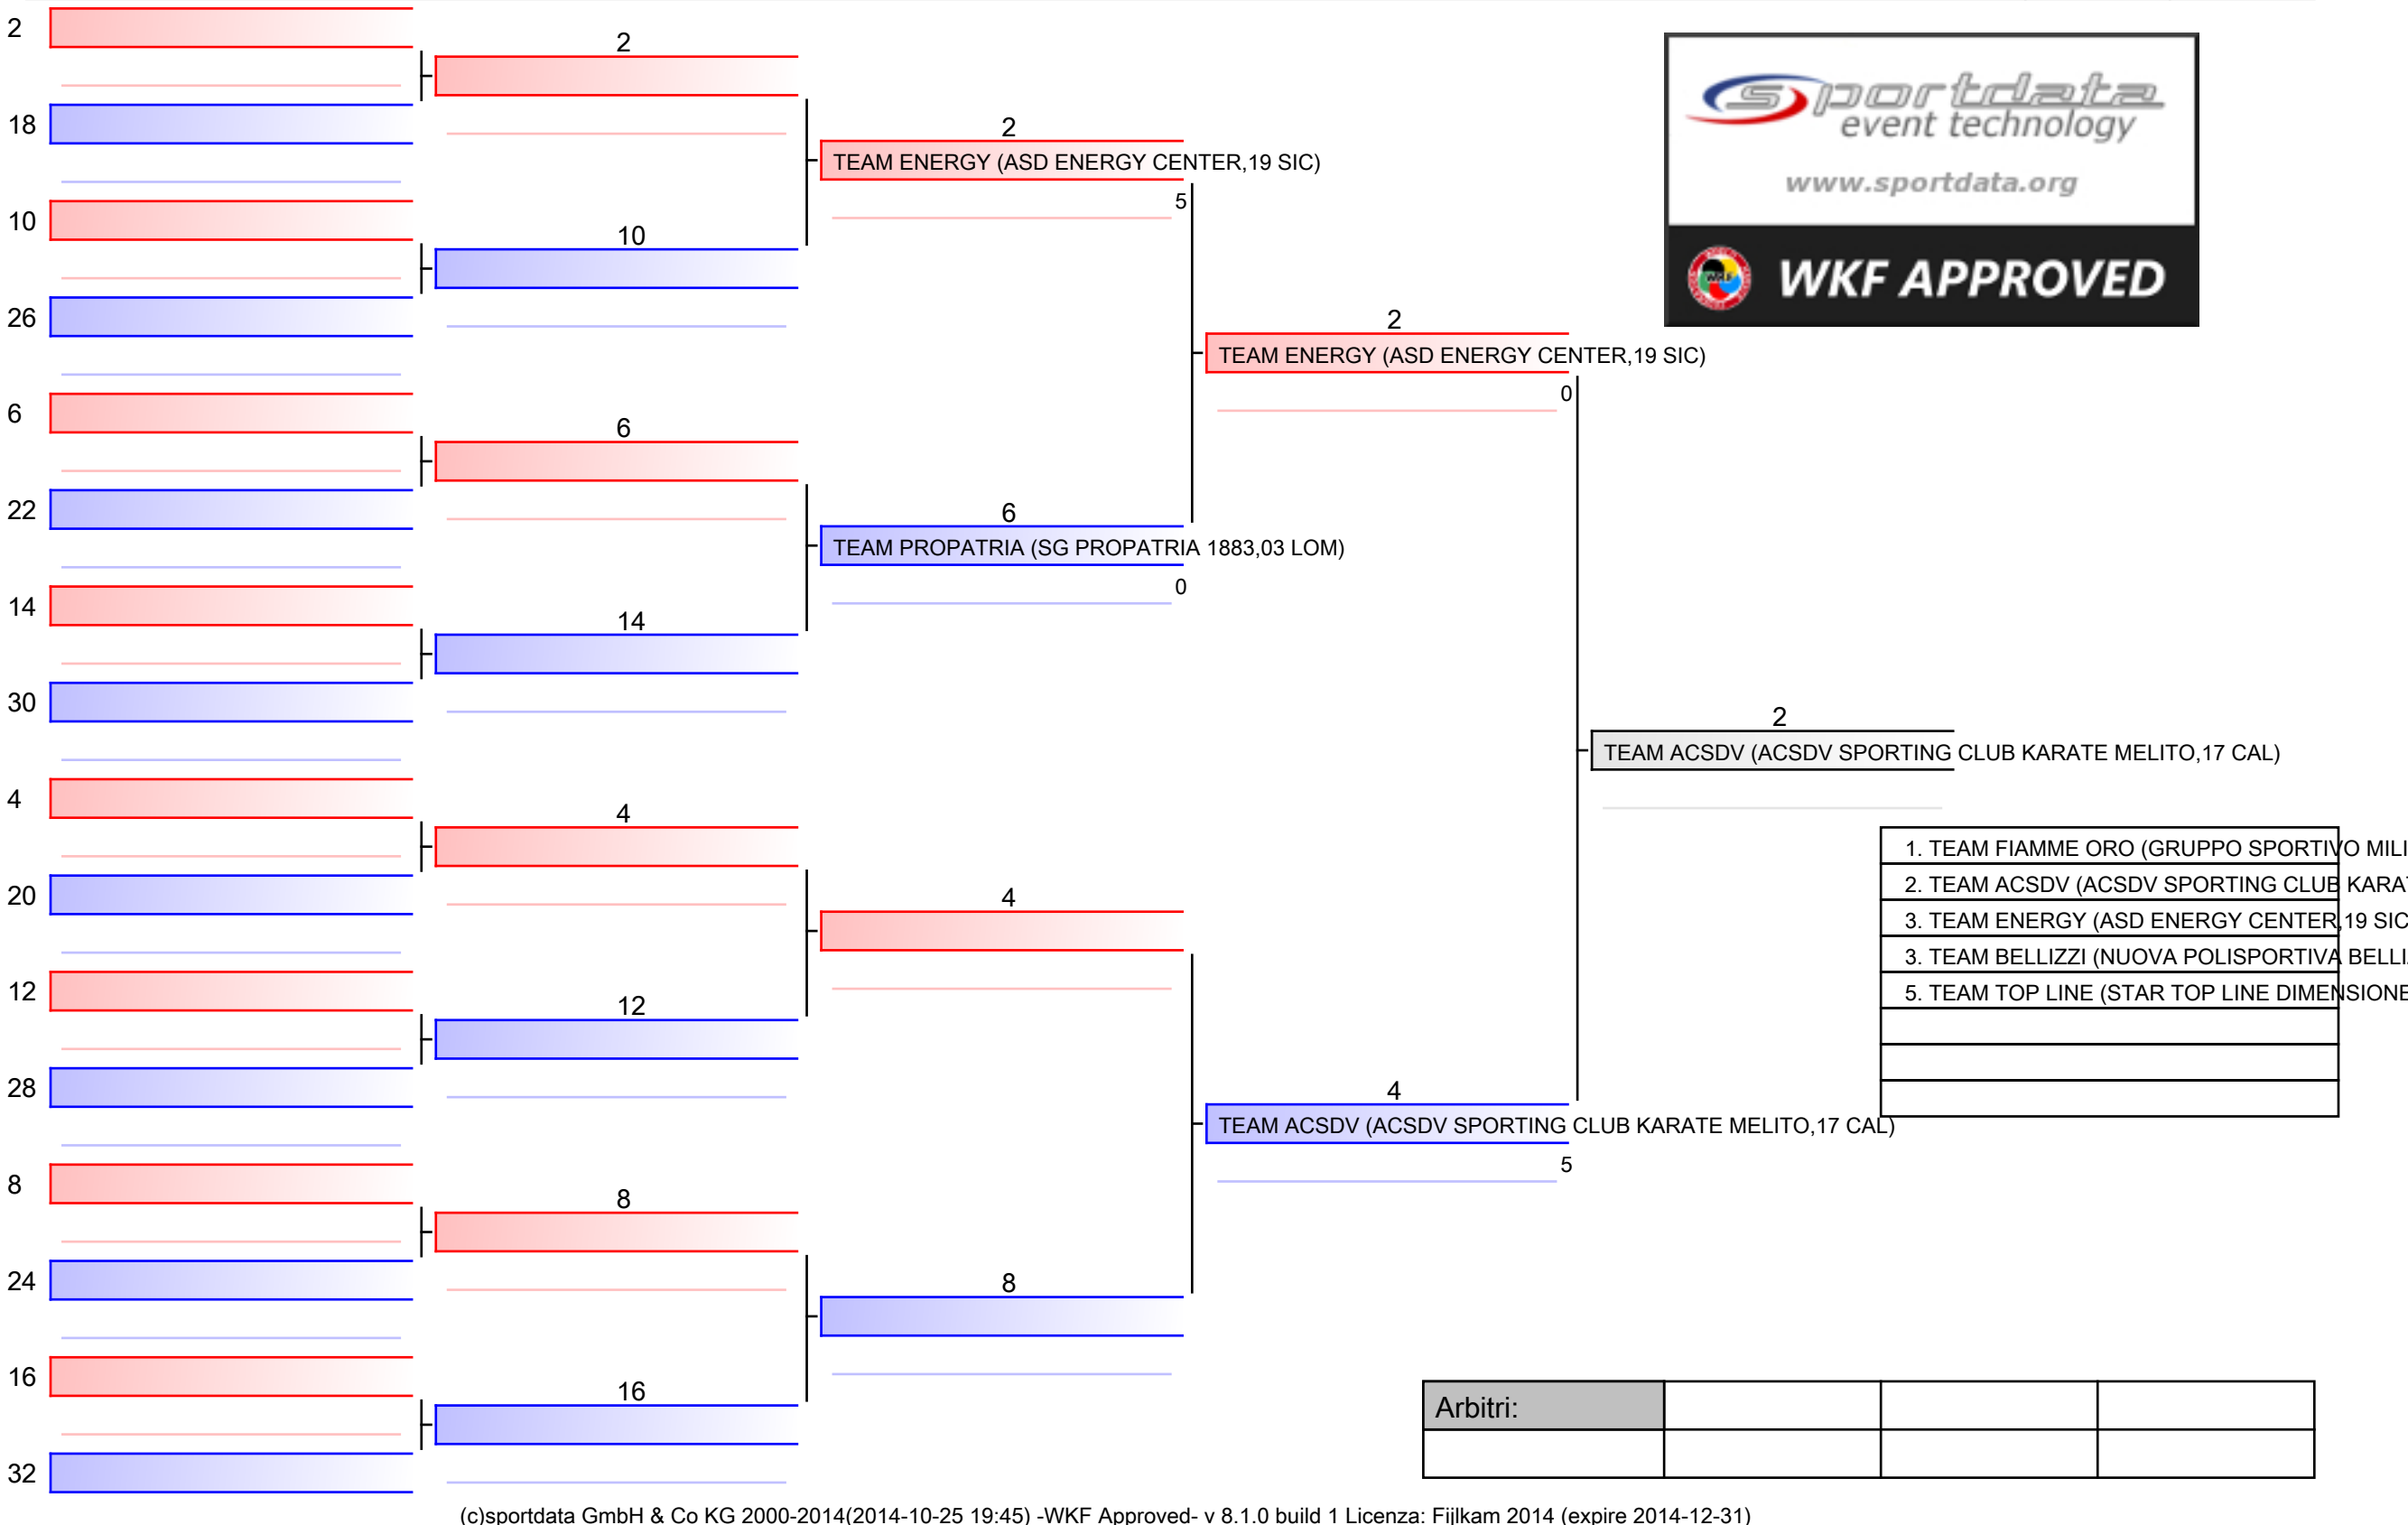 2
18
10
26
6
22
14
30
4
20
12
28
8
24
16
32
2
10
6
14
4
12
8
16
2
TEAM ENERGY (ASD ENERGY CENTER,19 SIC)
5
6
TEAM PROPATRIA (SG PROPATRIA 1883,03 LOM)
0
4
8
2
TEAM ENERGY (ASD ENERGY CENTER,19 SIC)
0
4
TEAM ACSDV (ACSDV SPORTING CLUB KARATE MELITO,17 CAL)
5
2
TEAM ACSDV (ACSDV SPORTING CLUB KARATE MELITO,17 CAL)
sportdata
event technology
www.sportdata.org
WKF
WKF APPROVED
1. TEAM FIAMME ORO (GRUPPO SPORTIVO MILI
2. TEAM ACSDV (ACSDV SPORTING CLUB KARA
3. TEAM ENERGY (ASD ENERGY CENTER,19 SIC
3. TEAM BELLIZZI (NUOVA POLISPORTIVA BELLI
5. TEAM TOP LINE (STAR TOP LINE DIMENSIONE
Arbitri:
(c)sportdata GmbH & Co KG 2000-2014(2014-10-25 19:45) -WKF Approved- v 8.1.0 build 1 Licenza: Fijlkam 2014 (expire 2014-12-31)